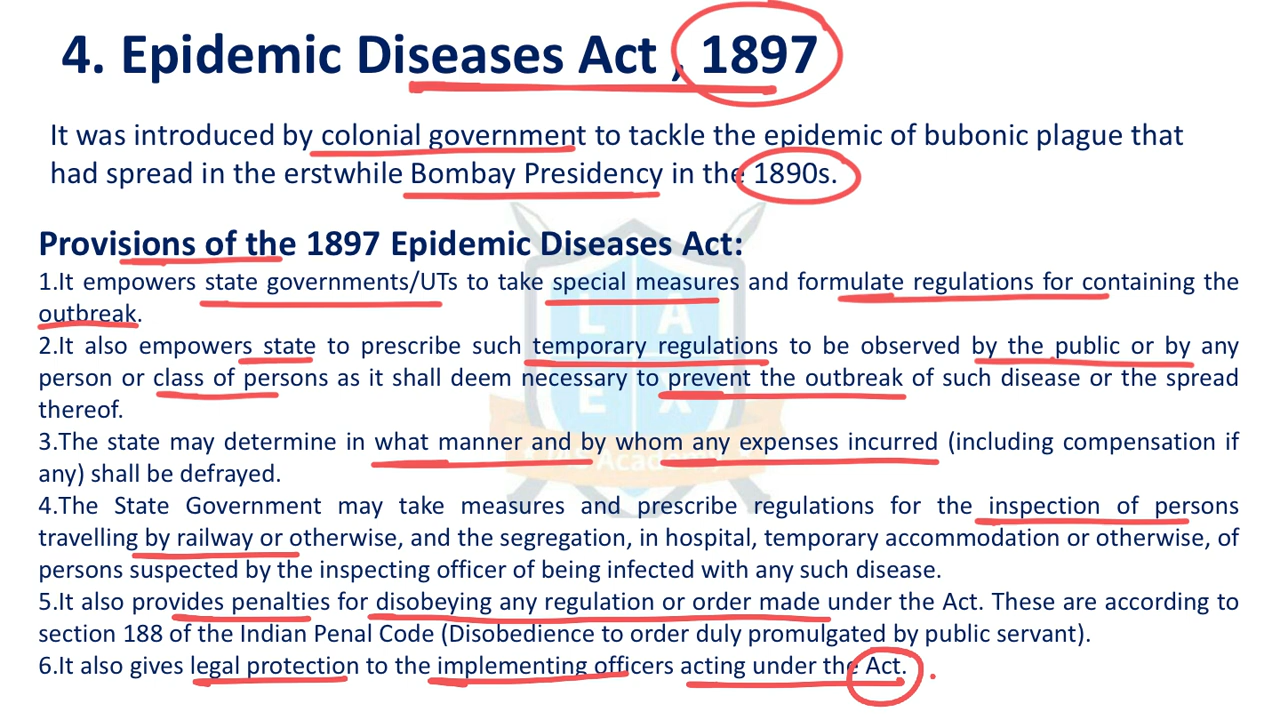 4. Epidemic Diseases Act , 1897
It was introduced by colonial government to tackle the epidemic of bubonic plague that
had spread in the erstwhile Bombay Presidency in the 1890s.
Provisions of the 1897 Epidemic Diseases Act:
1.It empowers state governments/UTs to take special measures and formulate regulations for containing the
outbreak.
2.It also empowers state to prescribe such temporary regulations to be observed by the public or by any
person or class of persons as it shall deem necessary to prevent the outbreak of such disease or the spread
thereof.
3.The state may determine in what manner and by whom any expenses incurred (including compensation if
any) shall be defrayed.
4.The State Government may take measures and prescribe regulations for the inspection of persons
travelling by railway or otherwise, and the segregation, in hospital, temporary accommodation or otherwise, of
persons suspected by the inspecting officer of being infected with any such disease.
5.It also provides penalties for disobeying any regulation or order made under the Act. These are according to
section 188 of the Indian Penal Code (Disobedience to order duly promulgated by public servant).
6.It also gives legal protection to the implementing officers acting under the Act.
L A
E X
IAS Academy